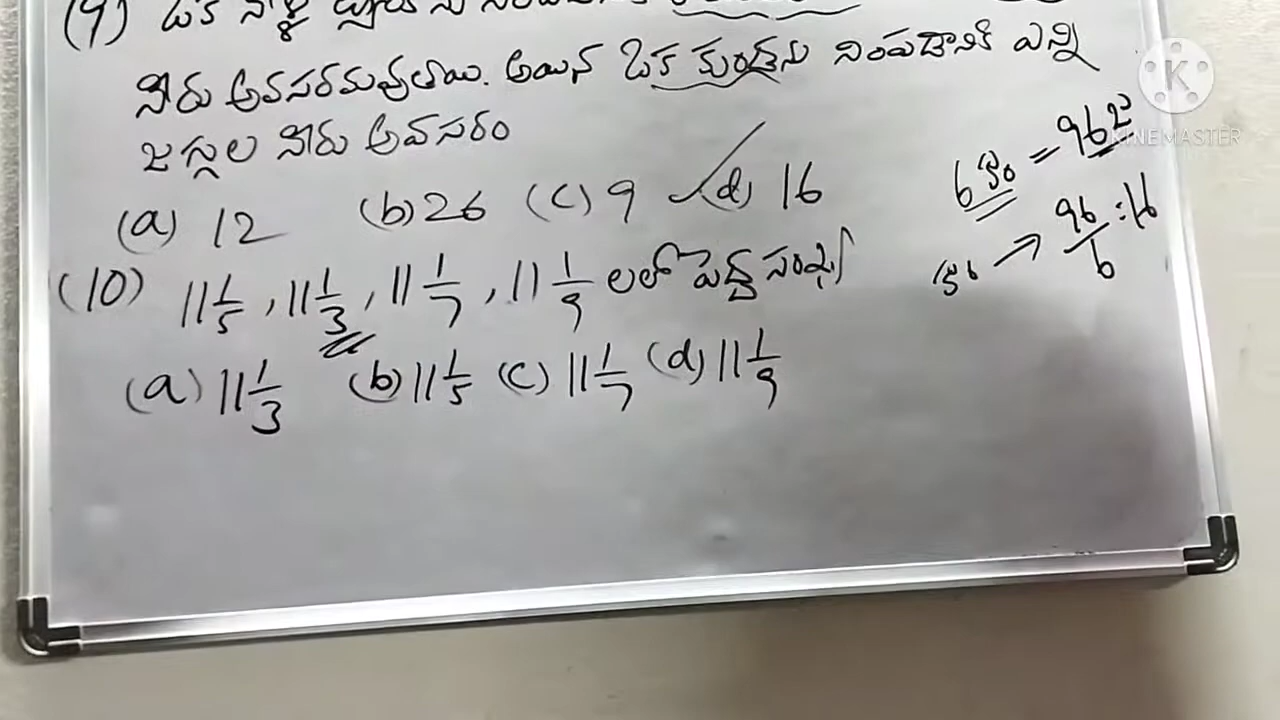 (9) ఒక
నీరు అవసరమవుతాయి. అయిన ఒక కుండను నింపడానికి ఎన్ని
జగ్గుల నీరు అవసరం
(a) 12 (b) 26 (c) 9 (d) 16
6 కుం = 96
96/6 = 16
(10) 11 1/5, 11 1/3, 11 1/7, 11 1/9 లలో పెద్ద సంఖ్య
(a) 11 1/3 (b) 11 1/5 (c) 11 1/7 (d) 11 1/9
K
KINEMASTER